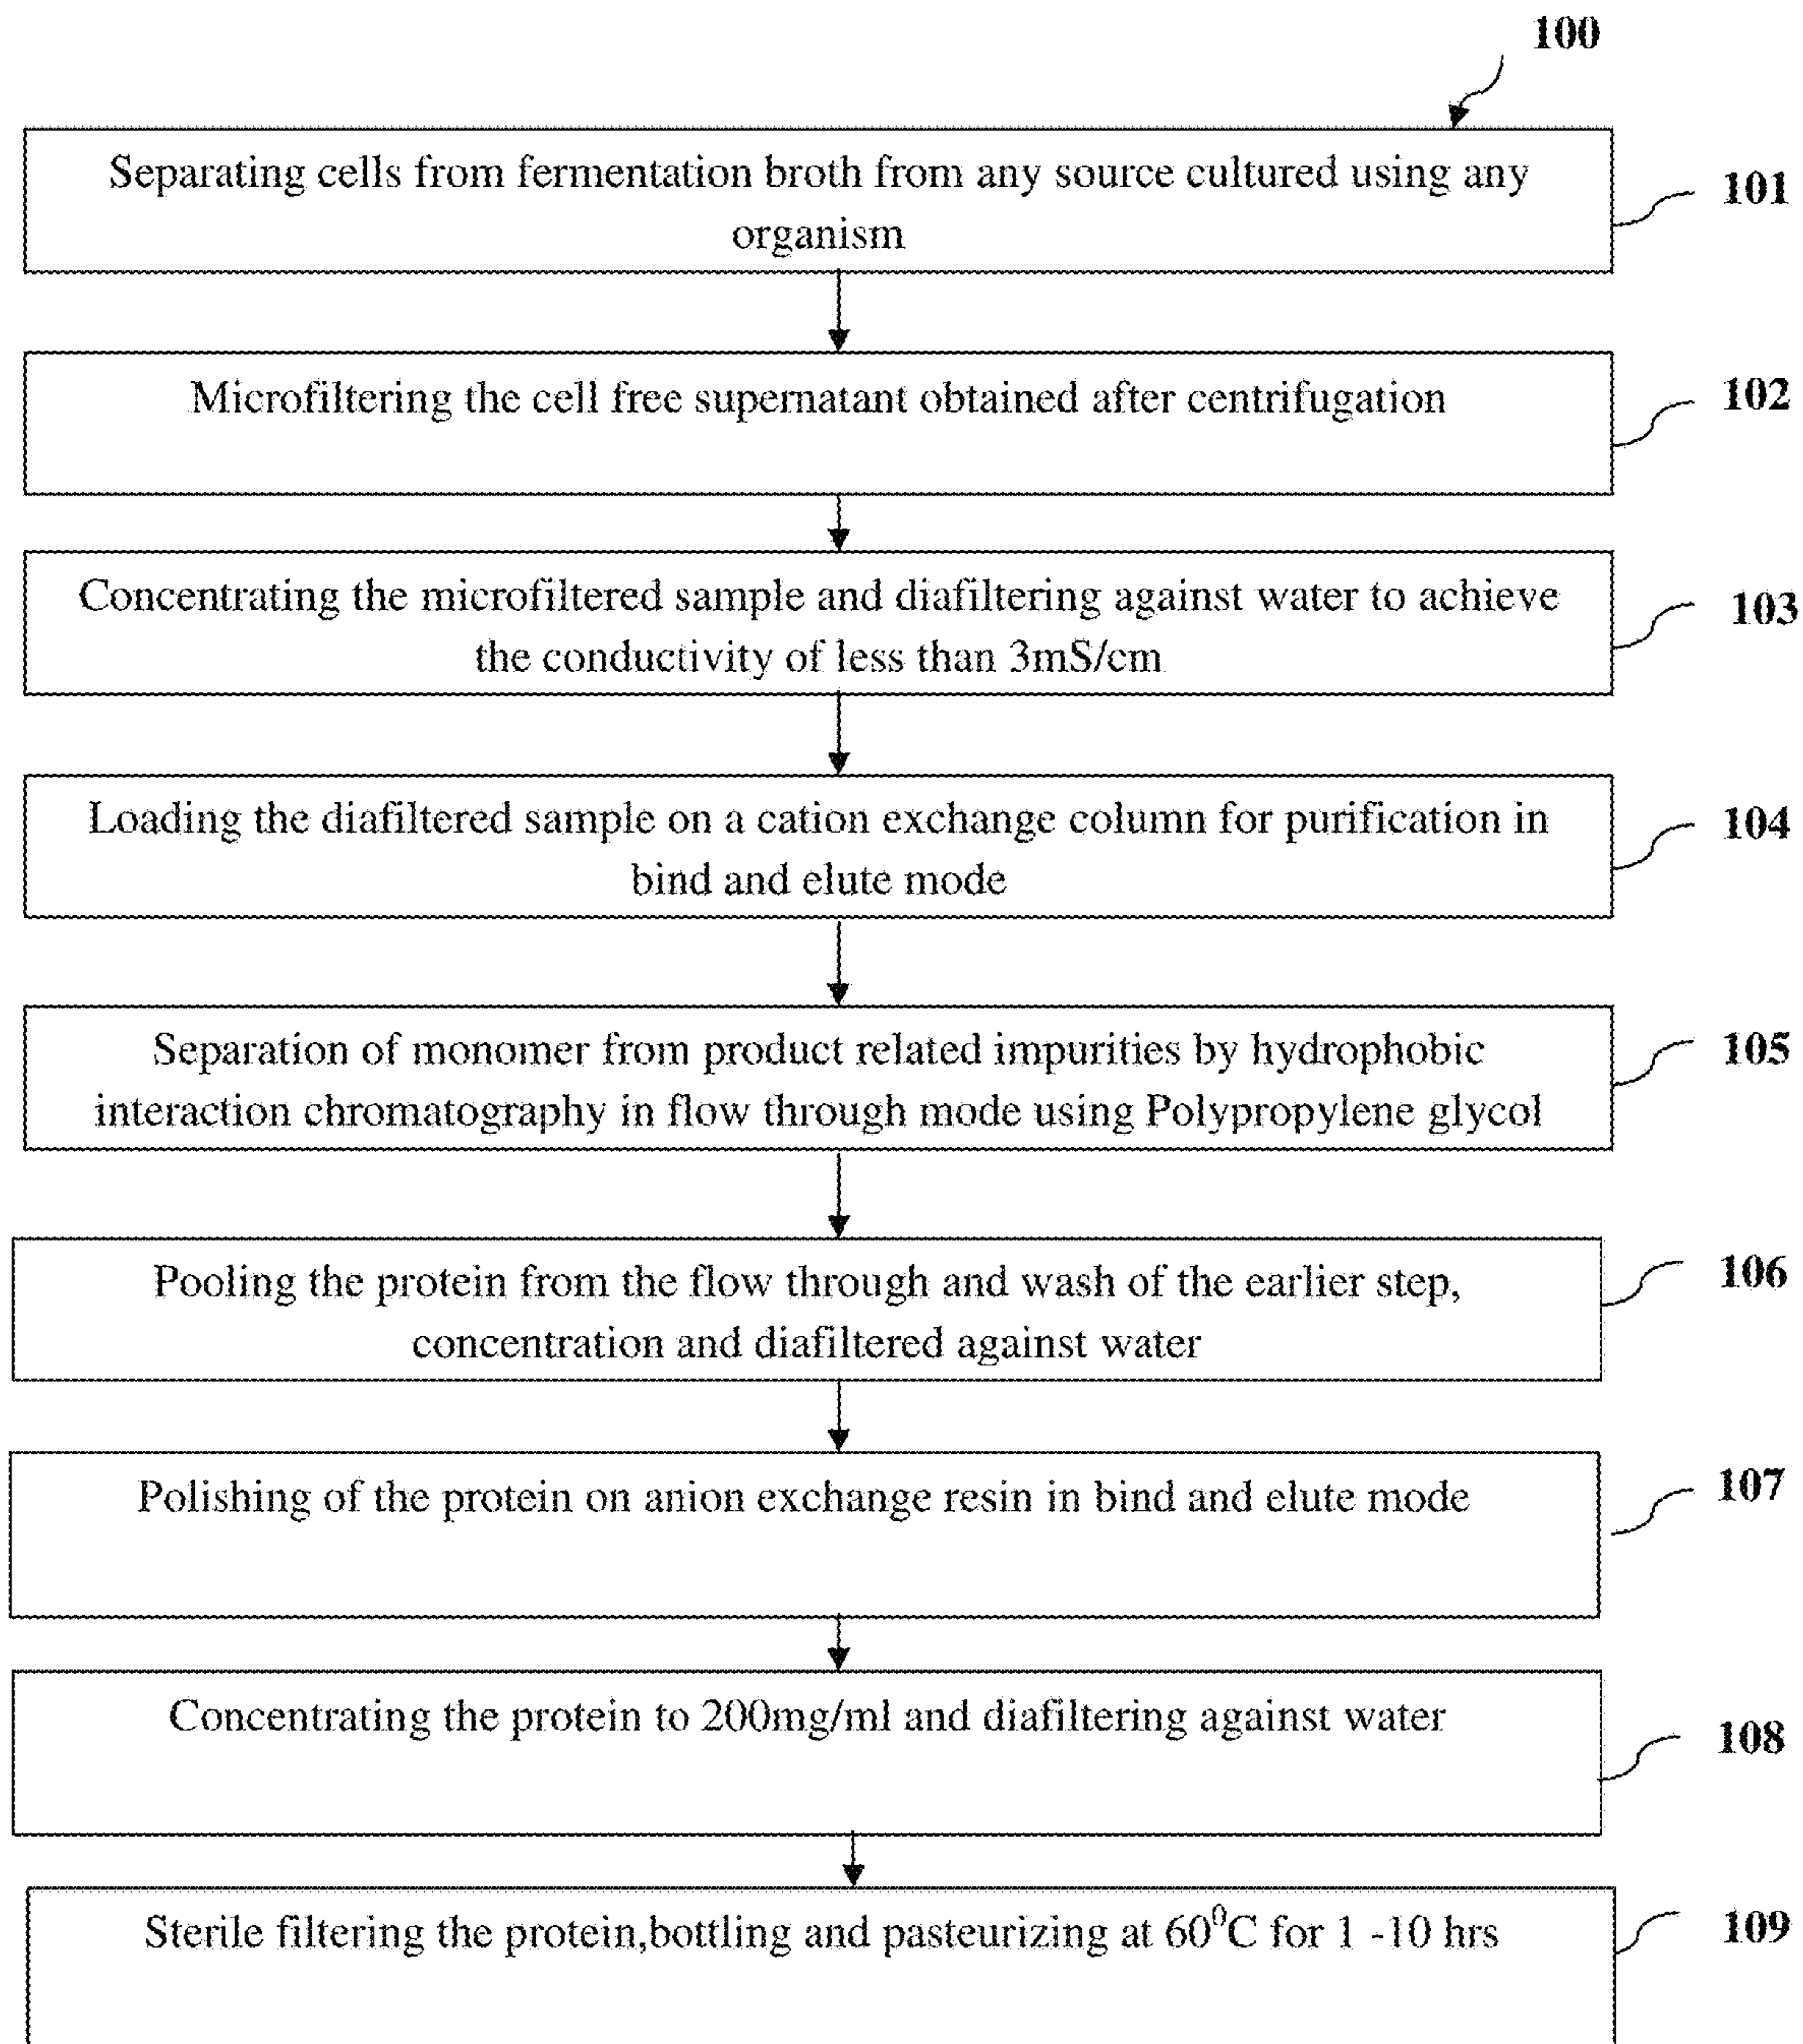 100
Separating cells from fermentation broth from any source cultured using any
organism
101
Microfiltering the cell free supernatant obtained after centrifugation
102
Concentrating the microfiltered sample and diafiltering against water to achieve
the conductivity of less than 3mS/cm
103
Loading the diafiltered sample on a cation exchange column for purification in
bind and elute mode
104
Separation of monomer from product related impurities by hydrophobic
interaction chromatography in flow through mode using Polypropylene glycol
105
Pooling the protein from the flow through and wash of the earlier step,
concentration and diafiltered against water
106
Polishing of the protein on anion exchange resin in bind and elute mode
107
Concentrating the protein to 200mg/ml and diafiltering against water
108
Sterile filtering the protein,bottling and pasteurizing at 60⁰C for 1 -10 hrs
109